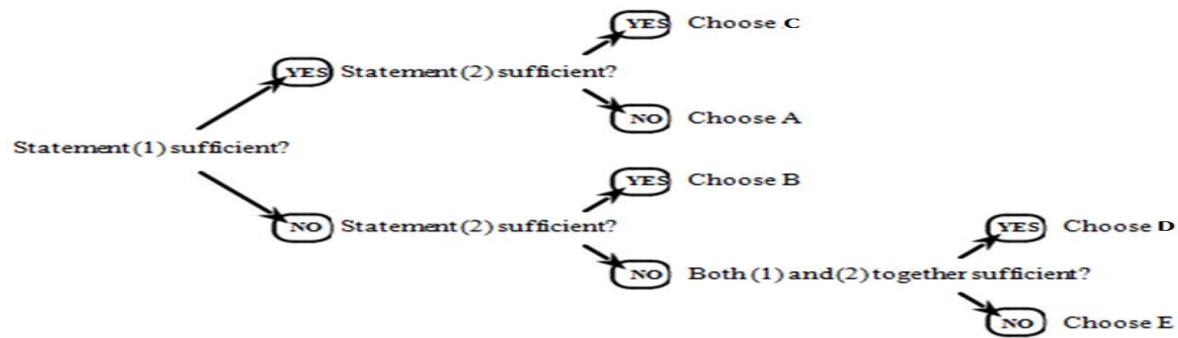 YES Choose C
YES Statement (2) sufficient?
NO Choose A
Statement (1) sufficient?
YES Choose B
NO Statement (2) sufficient?
YES Choose D
NO Both (1) and (2) together sufficient?
NO Choose E